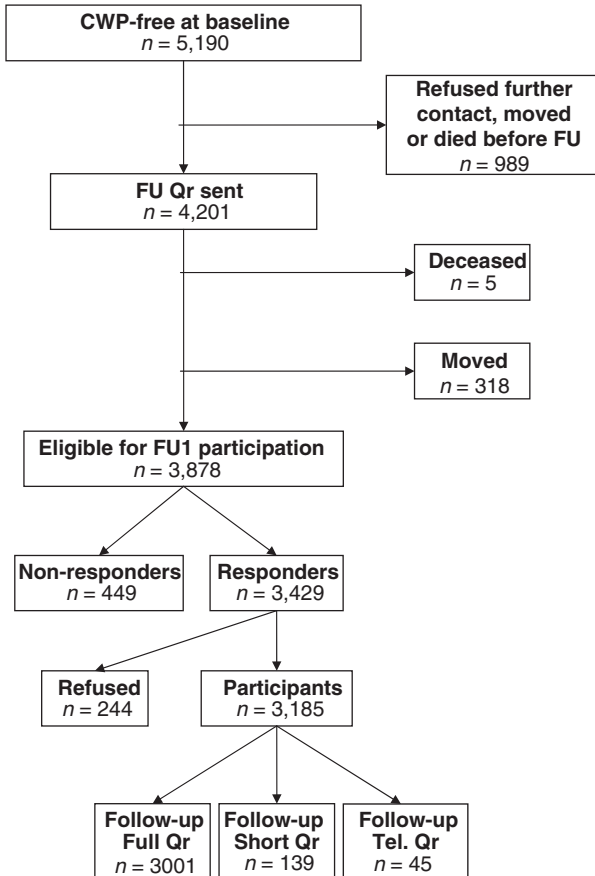 CWP-free at baseline
n = 5,190
Refused further
contact, moved
or died before FU
n = 989
FU Qr sent
n = 4,201
Deceased
n = 5
Moved
n = 318
Eligible for FU1 participation
n = 3,878
Non-responders
n = 449
Responders
n = 3,429
Refused
n = 244
Participants
n = 3,185
Follow-up
Full Qr
n = 3001
Follow-up
Short Qr
n = 139
Follow-up
Tel. Qr
n = 45